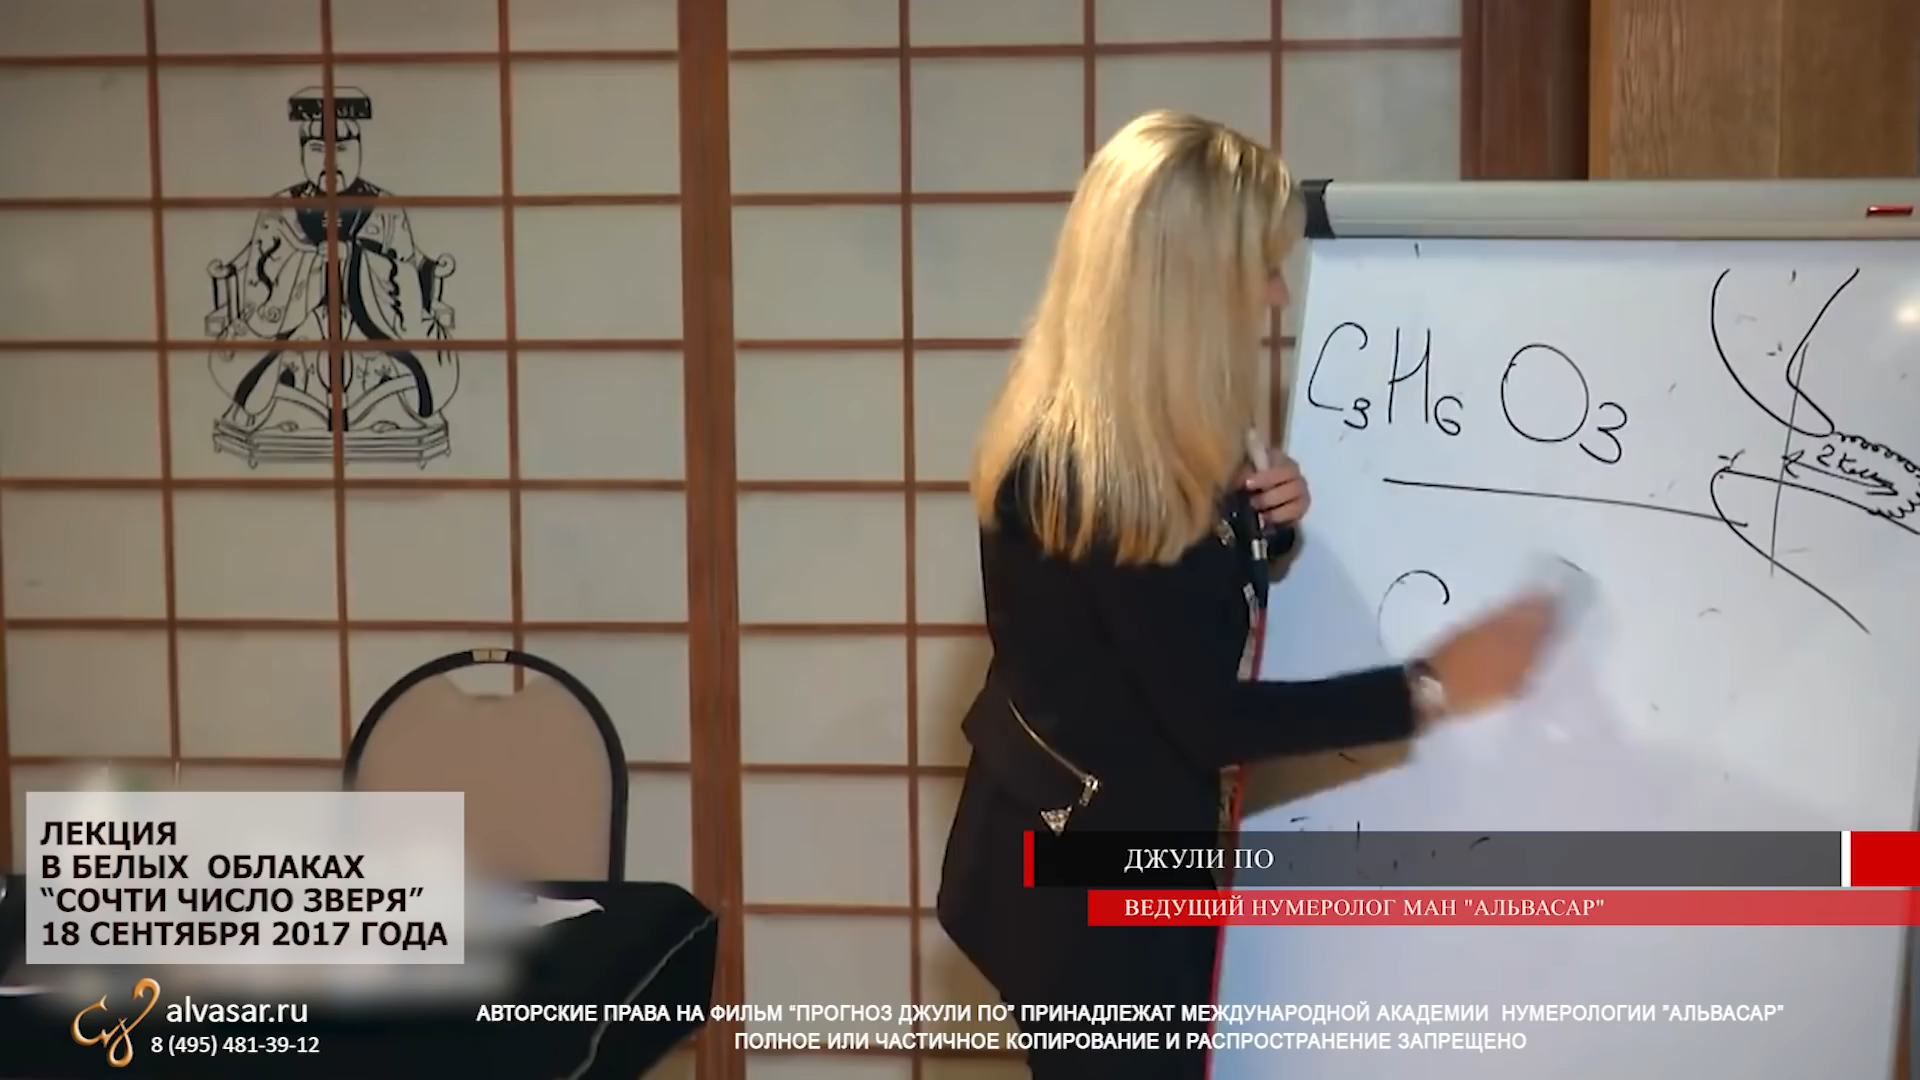 C3H6O3
ЛЕКЦИЯ
В БЕЛЫХ ОБЛАКАХ
“СОЧТИ ЧИСЛО ЗВЕРЯ”
18 СЕНТЯБРЯ 2017 ГОДА
ДЖУЛИ ПО
ВЕДУЩИЙ НУМЕРОЛОГ МАН "АЛЬВАСАР"
alvasar.ru
8 (495) 481-39-12
АВТОРСКИЕ ПРАВА НА ФИЛЬМ “ПРОГНОЗ ДЖУЛИ ПО” ПРИНАДЛЕЖАТ МЕЖДУНАРОДНОЙ АКАДЕМИИ НУМЕРОЛОГИИ "АЛЬВАСАР"
ПОЛНОЕ ИЛИ ЧАСТИЧНОЕ КОПИРОВАНИЕ И РАСПРОСТРАНЕНИЕ ЗАПРЕЩЕНО